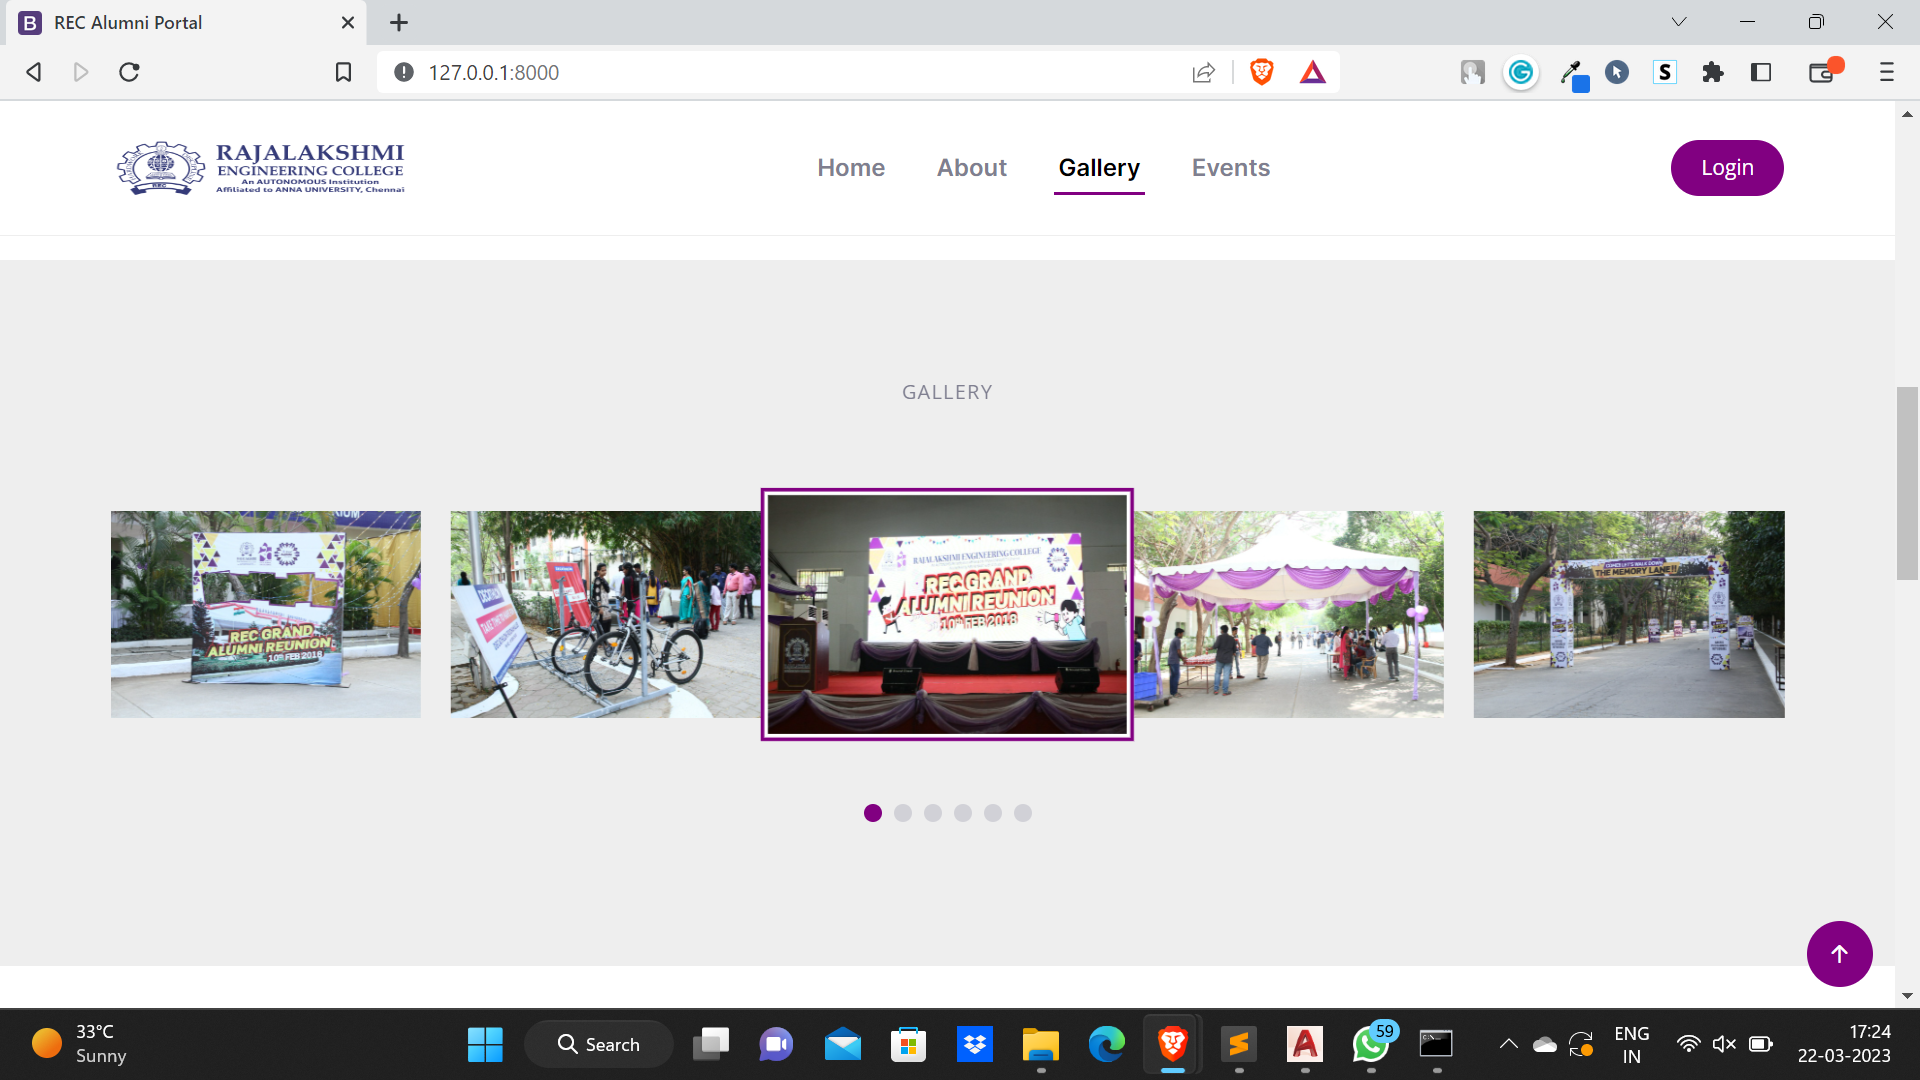 REC Alumni Portal
127.0.0.1:8000
RAJALAKSHMI
ENGINEERING COLLEGE
An AUTONOMOUS Institution
Affiliated to ANNA UNIVERSITY, Chennai
REC
Home
About
Gallery
Events
Login
GALLERY
REC GRAND
ALUMNI REUNION
10th FEB 2018
DECATHLON
RAJALAKSHMI ENGINEERING COLLEGE
REC GRAND
ALUMNI REUNION
10th FEB 2018
THE MEMORY LANE!!
33°C
Sunny
Search
59
ENG
IN
17:24
22-03-2023